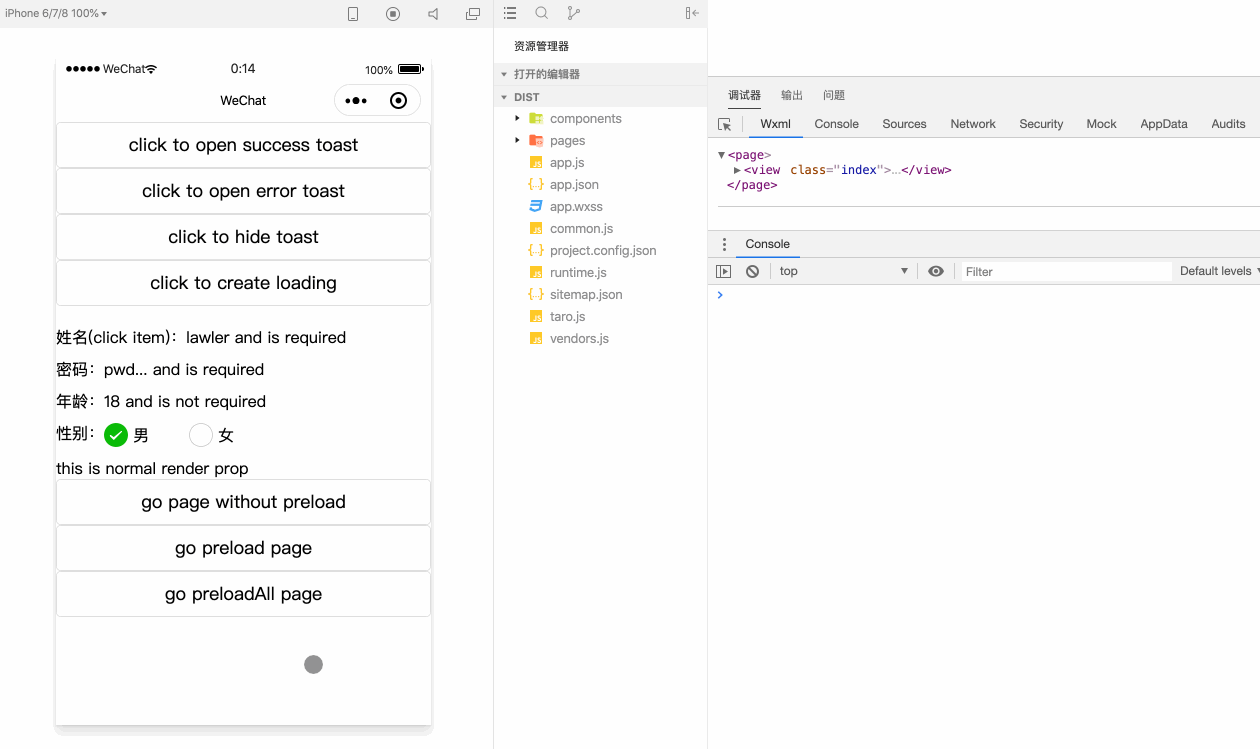 iPhone 6/7/8 100%
WeChat
0:14
100%
WeChat
click to open success toast
click to open error toast
click to hide toast
click to create loading
姓名(click item)：lawler and is required
密码：pwd... and is required
年龄：18 and is not required
性别：男 女
this is normal render prop
go page without preload
go preload page
go preloadAll page
资源管理器
打开的编辑器
DIST
components
pages
app.js
app.json
app.wxss
common.js
project.config.json
runtime.js
sitemap.json
taro.js
vendors.js
调试器 输出 问题
Wxml Console Sources Network Security Mock AppData Audits
<page>
<view class="index">…</view>
</page>
Console
top Filter Default levels